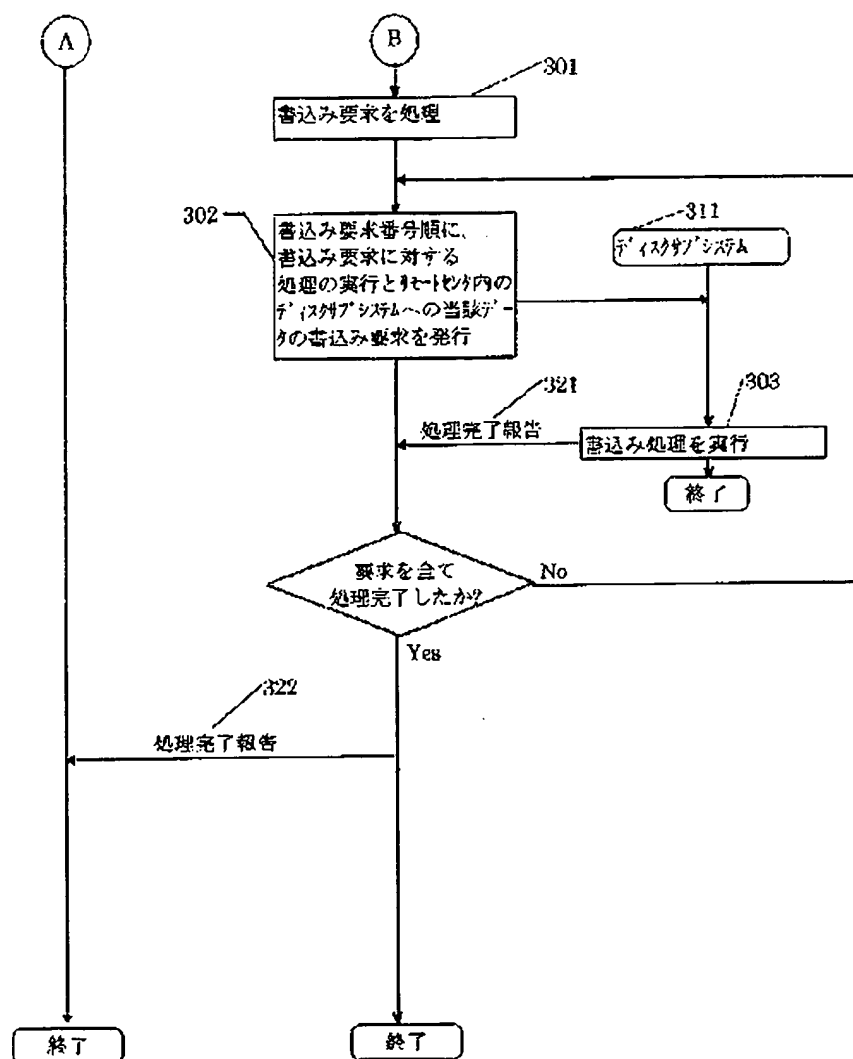 A
B
301
書込み要求を処理
302
書込み要求番号順に、
書込み要求に対する
処理の実行とリモートセンタ内の
ディスクサブシステムへの当該デー
タの書込み要求を発行
311
ディスクサブシステム
321
処理完了報告
303
書込み処理を実行
終了
要求を全て
処理完了したか?
No
Yes
322
処理完了報告
終了
終了